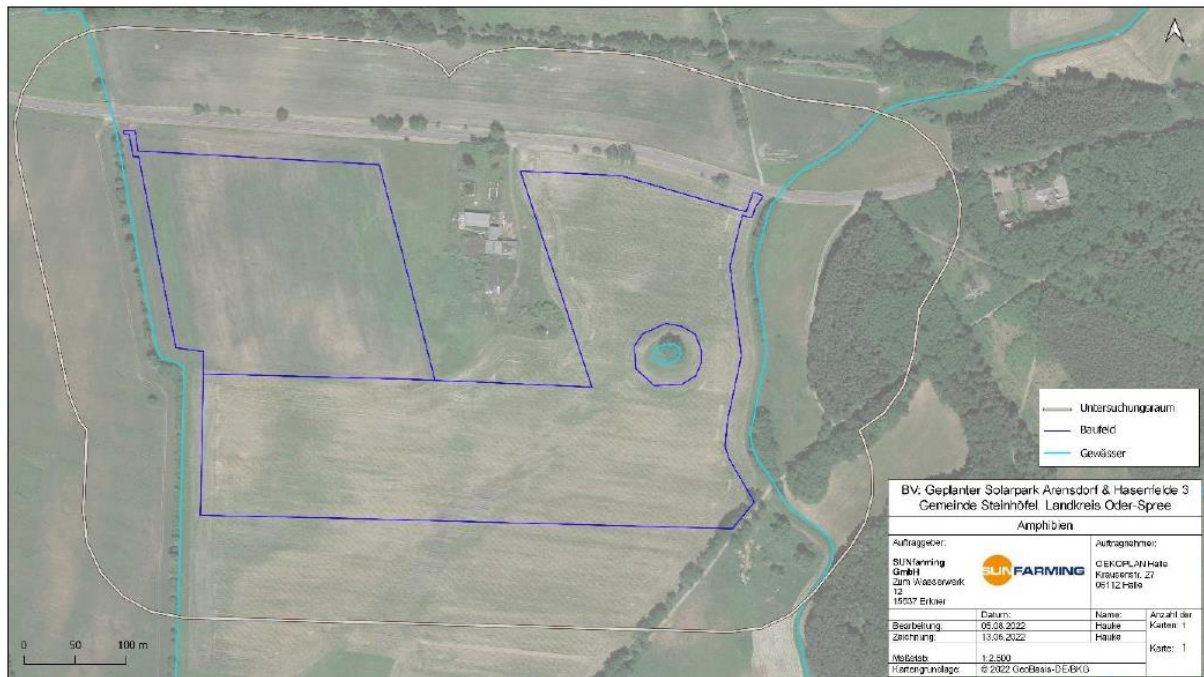 Untersuchungsraum
Baufeld
Gewässer
BV: Geplanter Solarpark Arensdorf & Hasenfelde 3
Gemeinde Steinhöfel, Landkreis Oder-Spree
Amphibien
Auftraggeber:
SUNfarming
GmbH
Zum Wasserwerk
12
15537 Erkner
SUNFARMING
Auftragnehmer:
OEKOPLAN Halle
Krausenstr. 27
06112 Halle
Datum: Name: Anzahl der
Bearbeitung: 05.08.2022 Hauke Karten: 1
Zeichnung: 13.06.2022 Hauke
Karte: 1
Maßstab: 1:2.500
Kartengrundlage: © 2022 GeoBasis-DE/BKG
0 50 100 m